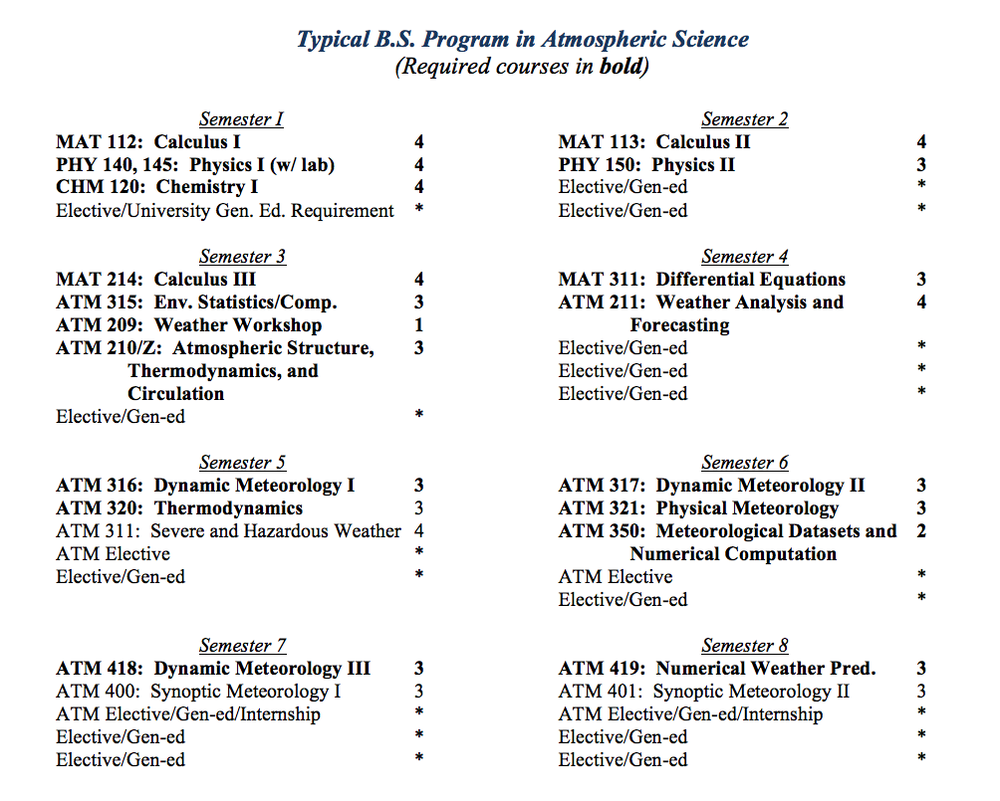 Typical B.S. Program in Atmospheric Science
(Required courses in bold)
Semester I
MAT 112: Calculus I 4
PHY 140, 145: Physics I (w/ lab) 4
CHM 120: Chemistry I 4
Elective/University Gen. Ed. Requirement *
Semester 2
MAT 113: Calculus II 4
PHY 150: Physics II 3
Elective/Gen-ed *
Elective/Gen-ed *
Semester 3
MAT 214: Calculus III 4
ATM 315: Env. Statistics/Comp. 3
ATM 209: Weather Workshop 1
ATM 210/Z: Atmospheric Structure, 3
Thermodynamics, and
Circulation
Elective/Gen-ed *
Semester 4
MAT 311: Differential Equations 3
ATM 211: Weather Analysis and 4
Forecasting
Elective/Gen-ed *
Elective/Gen-ed *
Elective/Gen-ed *
Semester 5
ATM 316: Dynamic Meteorology I 3
ATM 320: Thermodynamics 3
ATM 311: Severe and Hazardous Weather 4
ATM Elective *
Elective/Gen-ed *
Semester 6
ATM 317: Dynamic Meteorology II 3
ATM 321: Physical Meteorology 3
ATM 350: Meteorological Datasets and 2
Numerical Computation
ATM Elective *
Elective/Gen-ed *
Semester 7
ATM 418: Dynamic Meteorology III 3
ATM 400: Synoptic Meteorology I 3
ATM Elective/Gen-ed/Internship *
Elective/Gen-ed *
Elective/Gen-ed *
Semester 8
ATM 419: Numerical Weather Pred. 3
ATM 401: Synoptic Meteorology II 3
ATM Elective/Gen-ed/Internship *
Elective/Gen-ed *
Elective/Gen-ed *